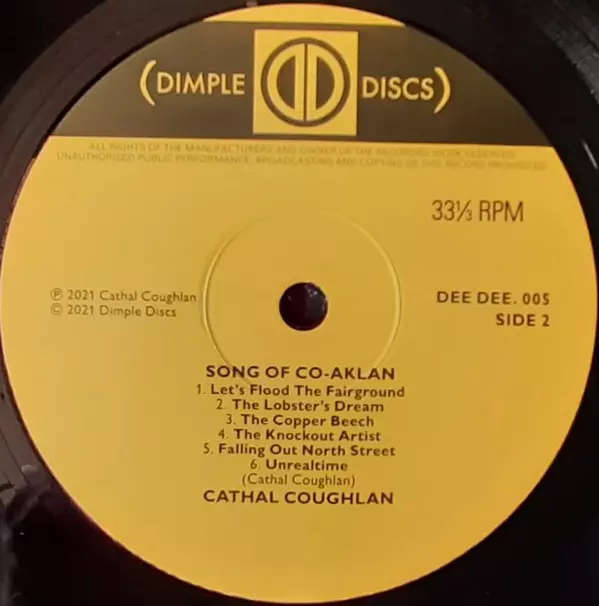 (DIMPLE DISCS)
ALL RIGHTS OF THE MANUFACTURERS AND OWNER OF THE RECORDED WORK RESERVED
UNAUTHORISED PUBLIC PERFORMANCE, BROADCASTING AND COPYING OF THIS RECORD PROHIBITED
33⅓ RPM
℗ 2021 Cathal Coughlan
© 2021 Dimple Discs
DEE DEE. 005
SIDE 2
SONG OF CO-AKLAN
1. Let's Flood The Fairground
2. The Lobster's Dream
3. The Copper Beech
4. The Knockout Artist
5. Falling Out North Street
6. Unrealtime
(Cathal Coughlan)
CATHAL COUGHLAN